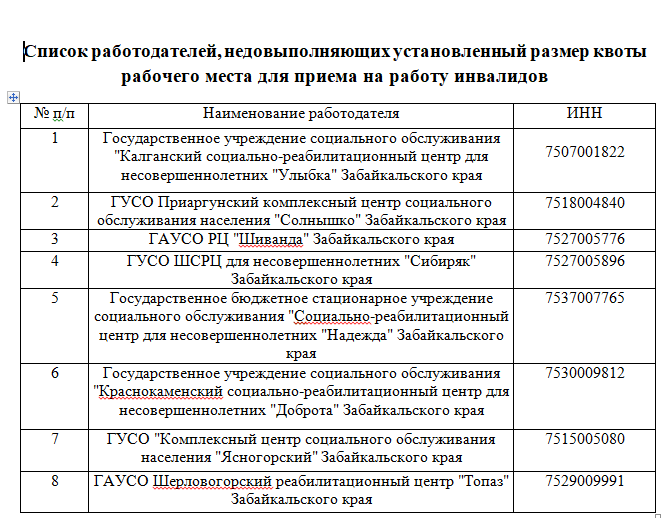 Список работодателей, недовыполняющих установленный размер квоты
рабочего места для приема на работу инвалидов
№ п/п Наименование работодателя ИНН
1 Государственное учреждение социального обслуживания
"Калганский социально-реабилитационный центр для
несовершеннолетних "Улыбка" Забайкальского края
7507001822
2 ГУСО Приаргунский комплексный центр социального
обслуживания населения "Солнышко" Забайкальского края
7518004840
3 ГАУСО РЦ "Шиванда" Забайкальского края 7527005776
4 ГУСО ШСРЦ для несовершеннолетних "Сибиряк"
Забайкальского края
7527005896
5 Государственное бюджетное стационарное учреждение
социального обслуживания "Социально-реабилитационный
центр для несовершеннолетних "Надежда" Забайкальского
края
7537007765
6 Государственное учреждение социального обслуживания
"Краснокаменский социально-реабилитационный центр для
несовершеннолетних "Доброта" Забайкальского края
7530009812
7 ГУСО "Комплексный центр социального обслуживания
населения "Ясногорский" Забайкальского края
7515005080
8 ГАУСО Шерловогорский реабилитационный центр "Топаз"
Забайкальского края
7529009991